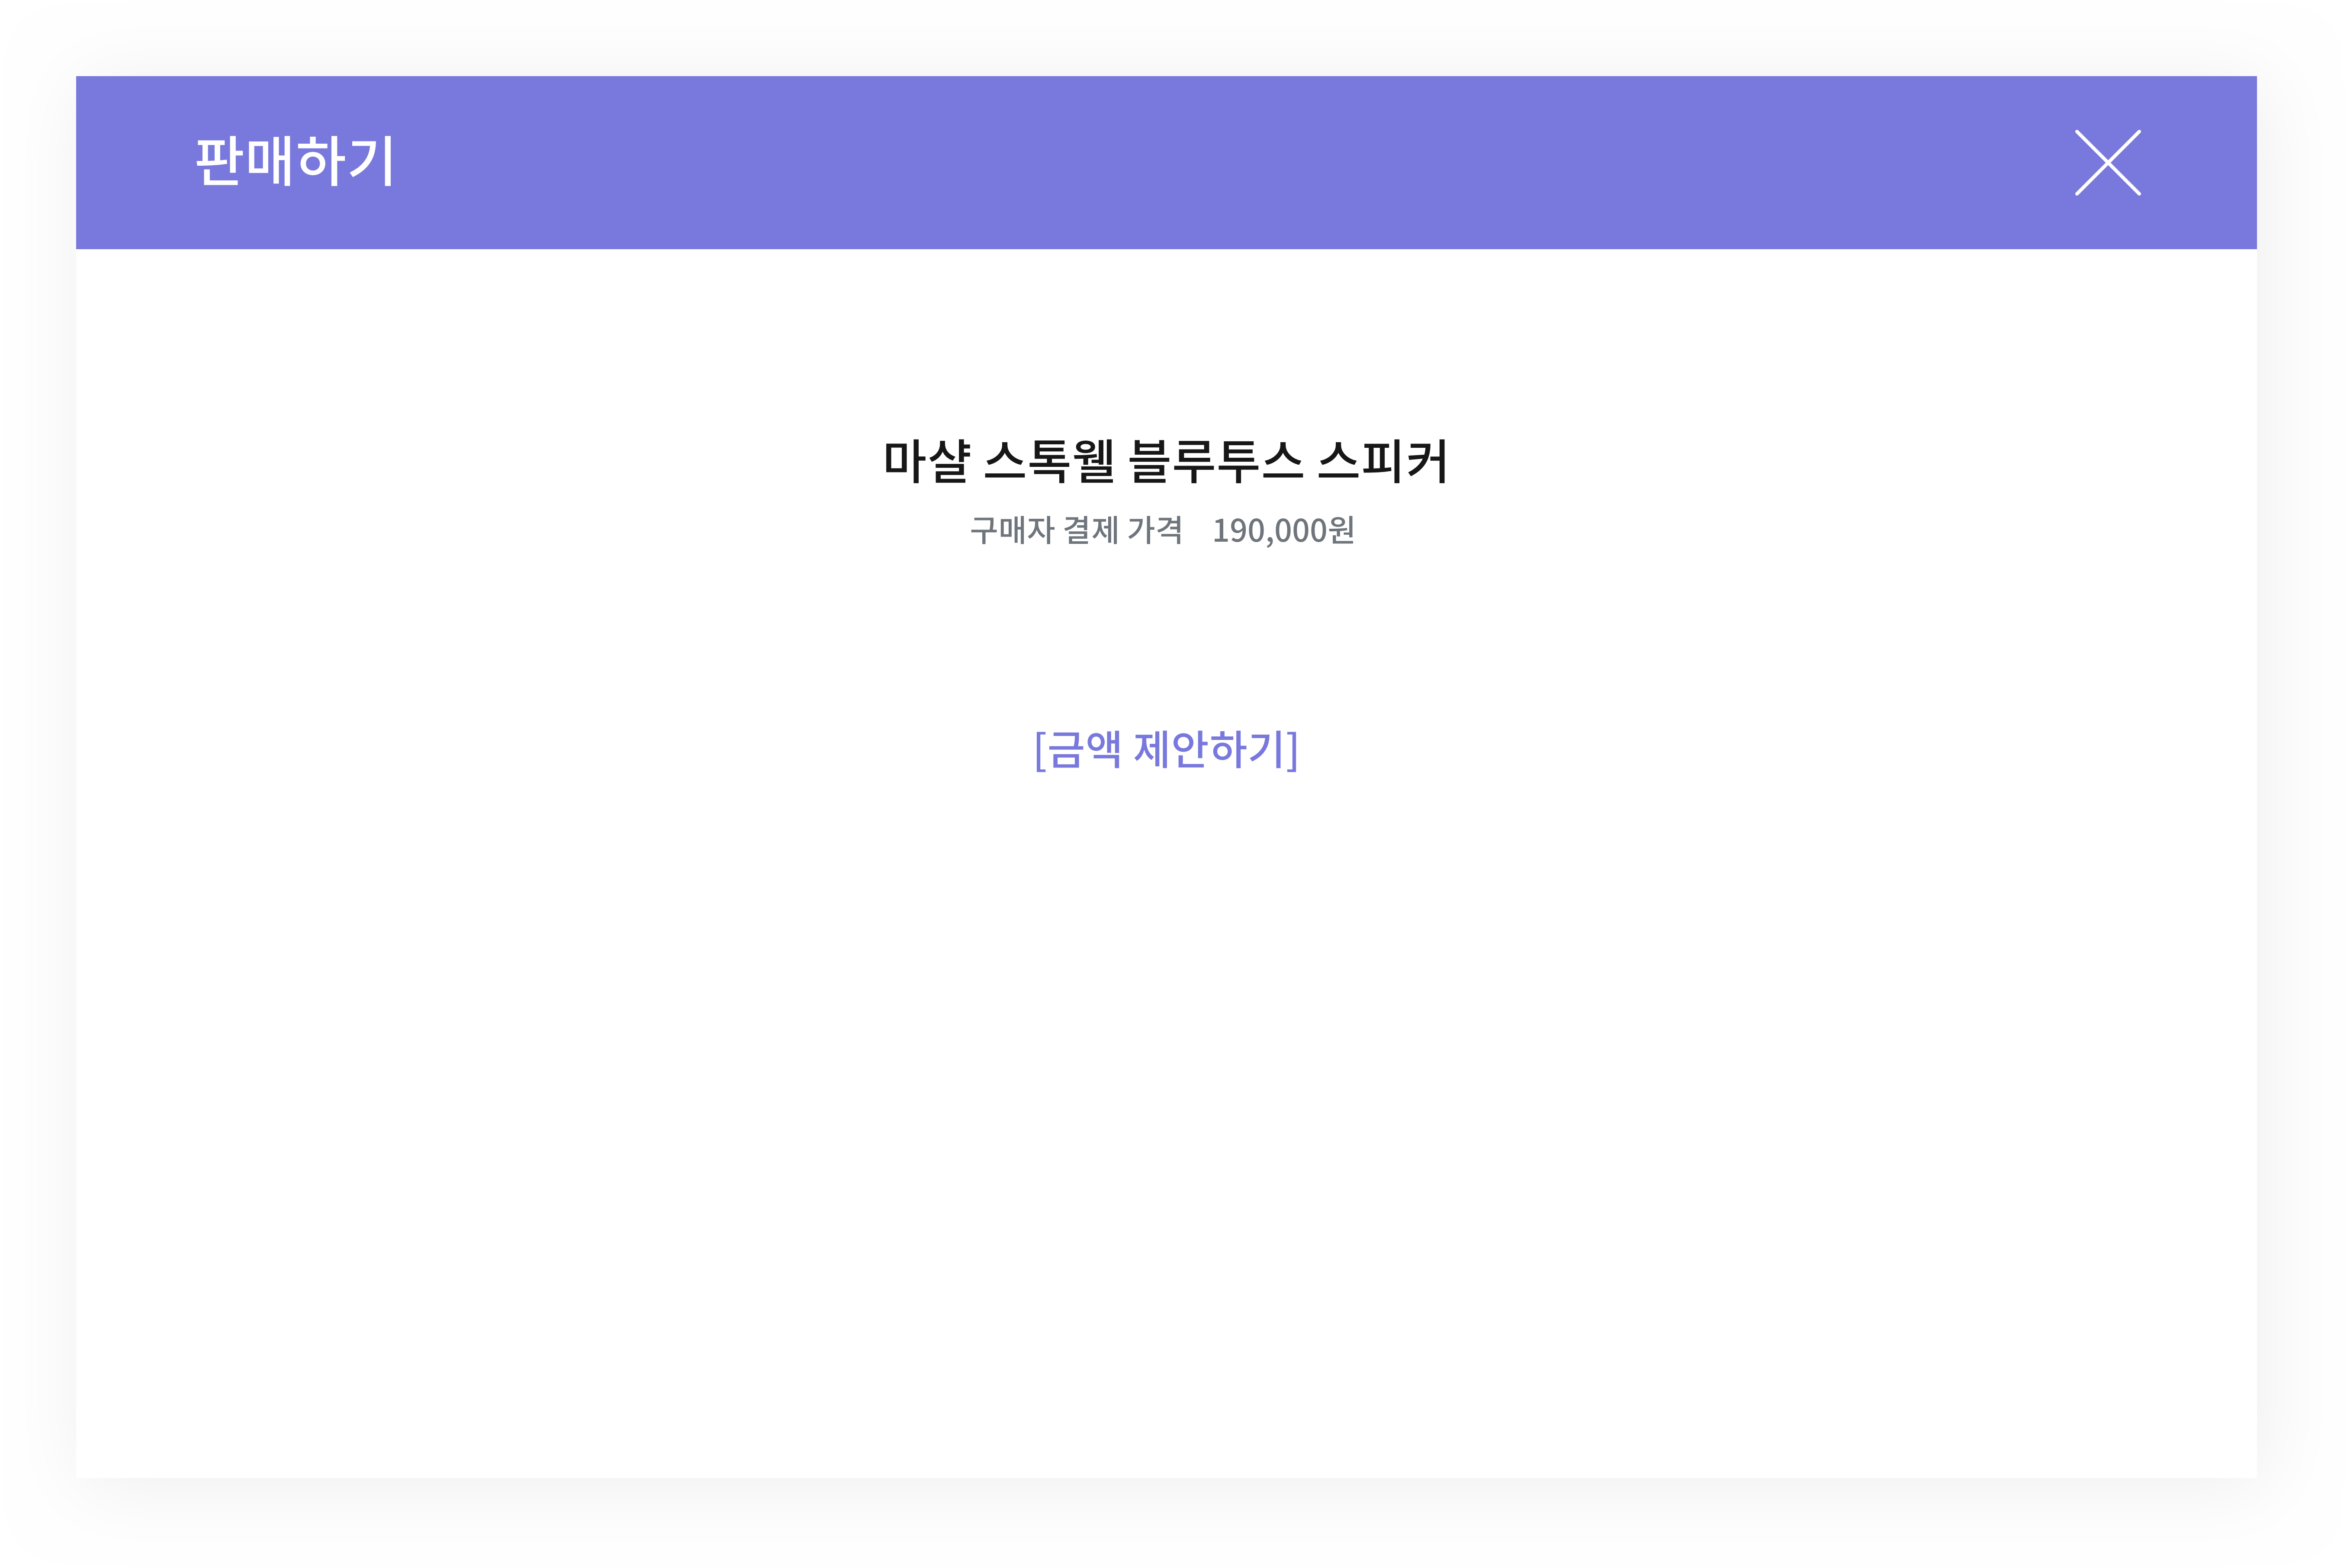 판매하기
마샬 스톡웰 블루투스 스피커
구매자 결제 가격 190,000원
[금액 제안하기]